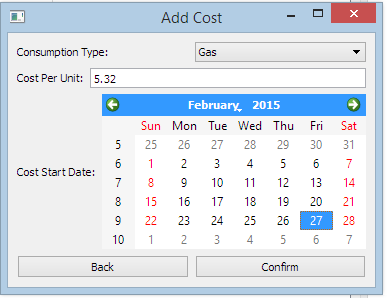 Add Cost
Consumption Type: Gas
Cost Per Unit: 5.32
February, 2015
Sun Mon Tue Wed Thu Fri Sat
5 25 26 27 28 29 30 31
6 1 2 3 4 5 6 7
Cost Start Date:
7 8 9 10 11 12 13 14
8 15 16 17 18 19 20 21
9 22 23 24 25 26 27 28
10 1 2 3 4 5 6 7
Back Confirm